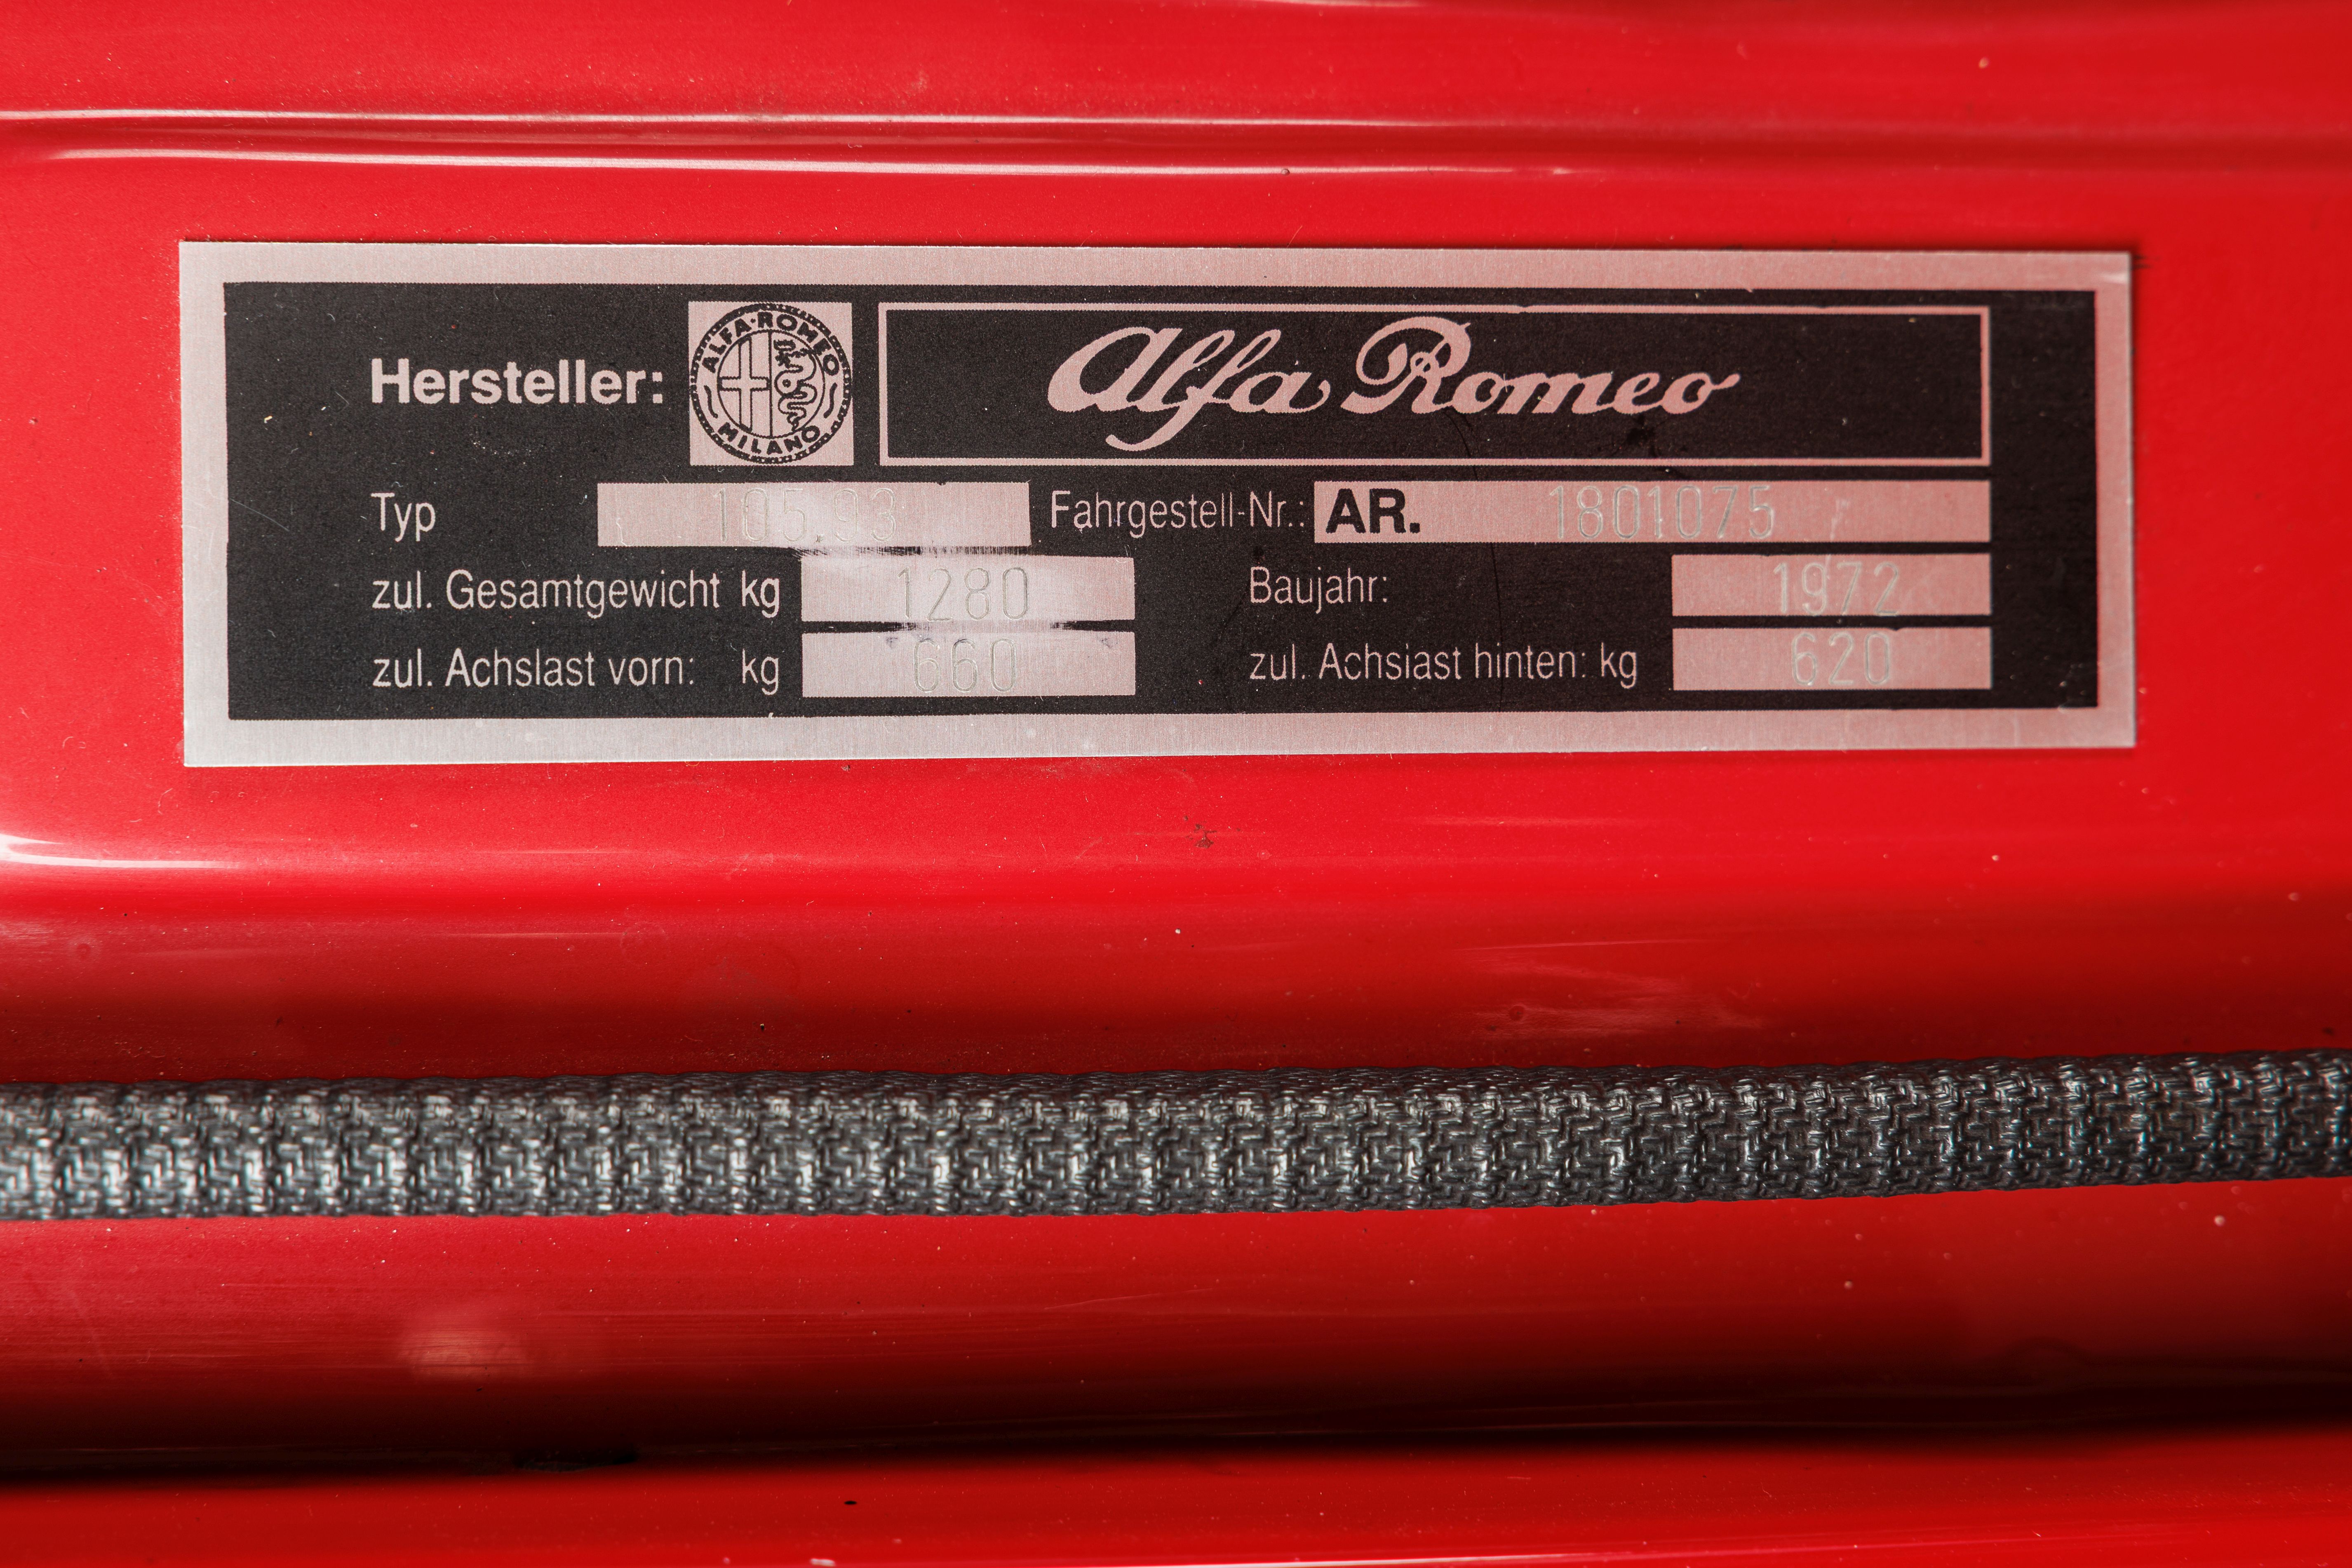 Hersteller: ALFA·ROMEO MILANO Alfa Romeo
Typ 105.93 Fahrgestell-Nr.: AR. 1801075
zul. Gesamtgewicht kg 1280 Baujahr: 1972
zul. Achslast vorn: kg 660 zul. Achsiast hinten: kg 620